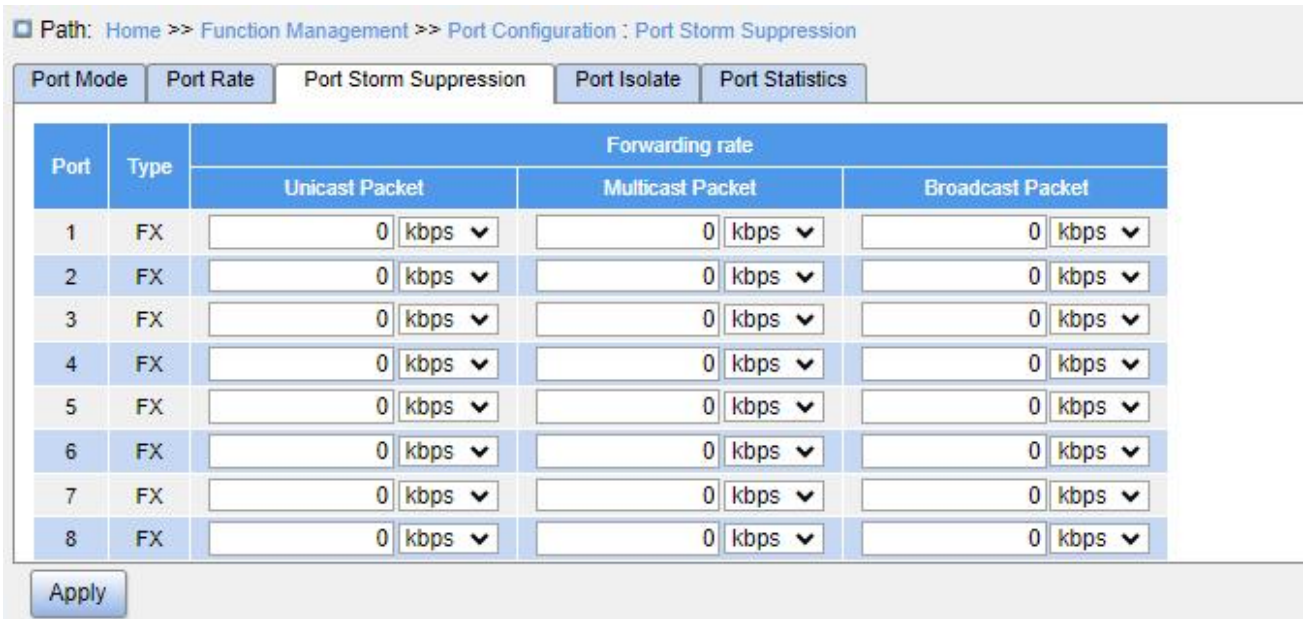 Path: Home >> Function Management >> Port Configuration : Port Storm Suppression
Port Mode Port Rate Port Storm Suppression Port Isolate Port Statistics
Port Type Forwarding rate
Unicast Packet Multicast Packet Broadcast Packet
1 FX 0 kbps 0 kbps 0 kbps
2 FX 0 kbps 0 kbps 0 kbps
3 FX 0 kbps 0 kbps 0 kbps
4 FX 0 kbps 0 kbps 0 kbps
5 FX 0 kbps 0 kbps 0 kbps
6 FX 0 kbps 0 kbps 0 kbps
7 FX 0 kbps 0 kbps 0 kbps
8 FX 0 kbps 0 kbps 0 kbps
Apply